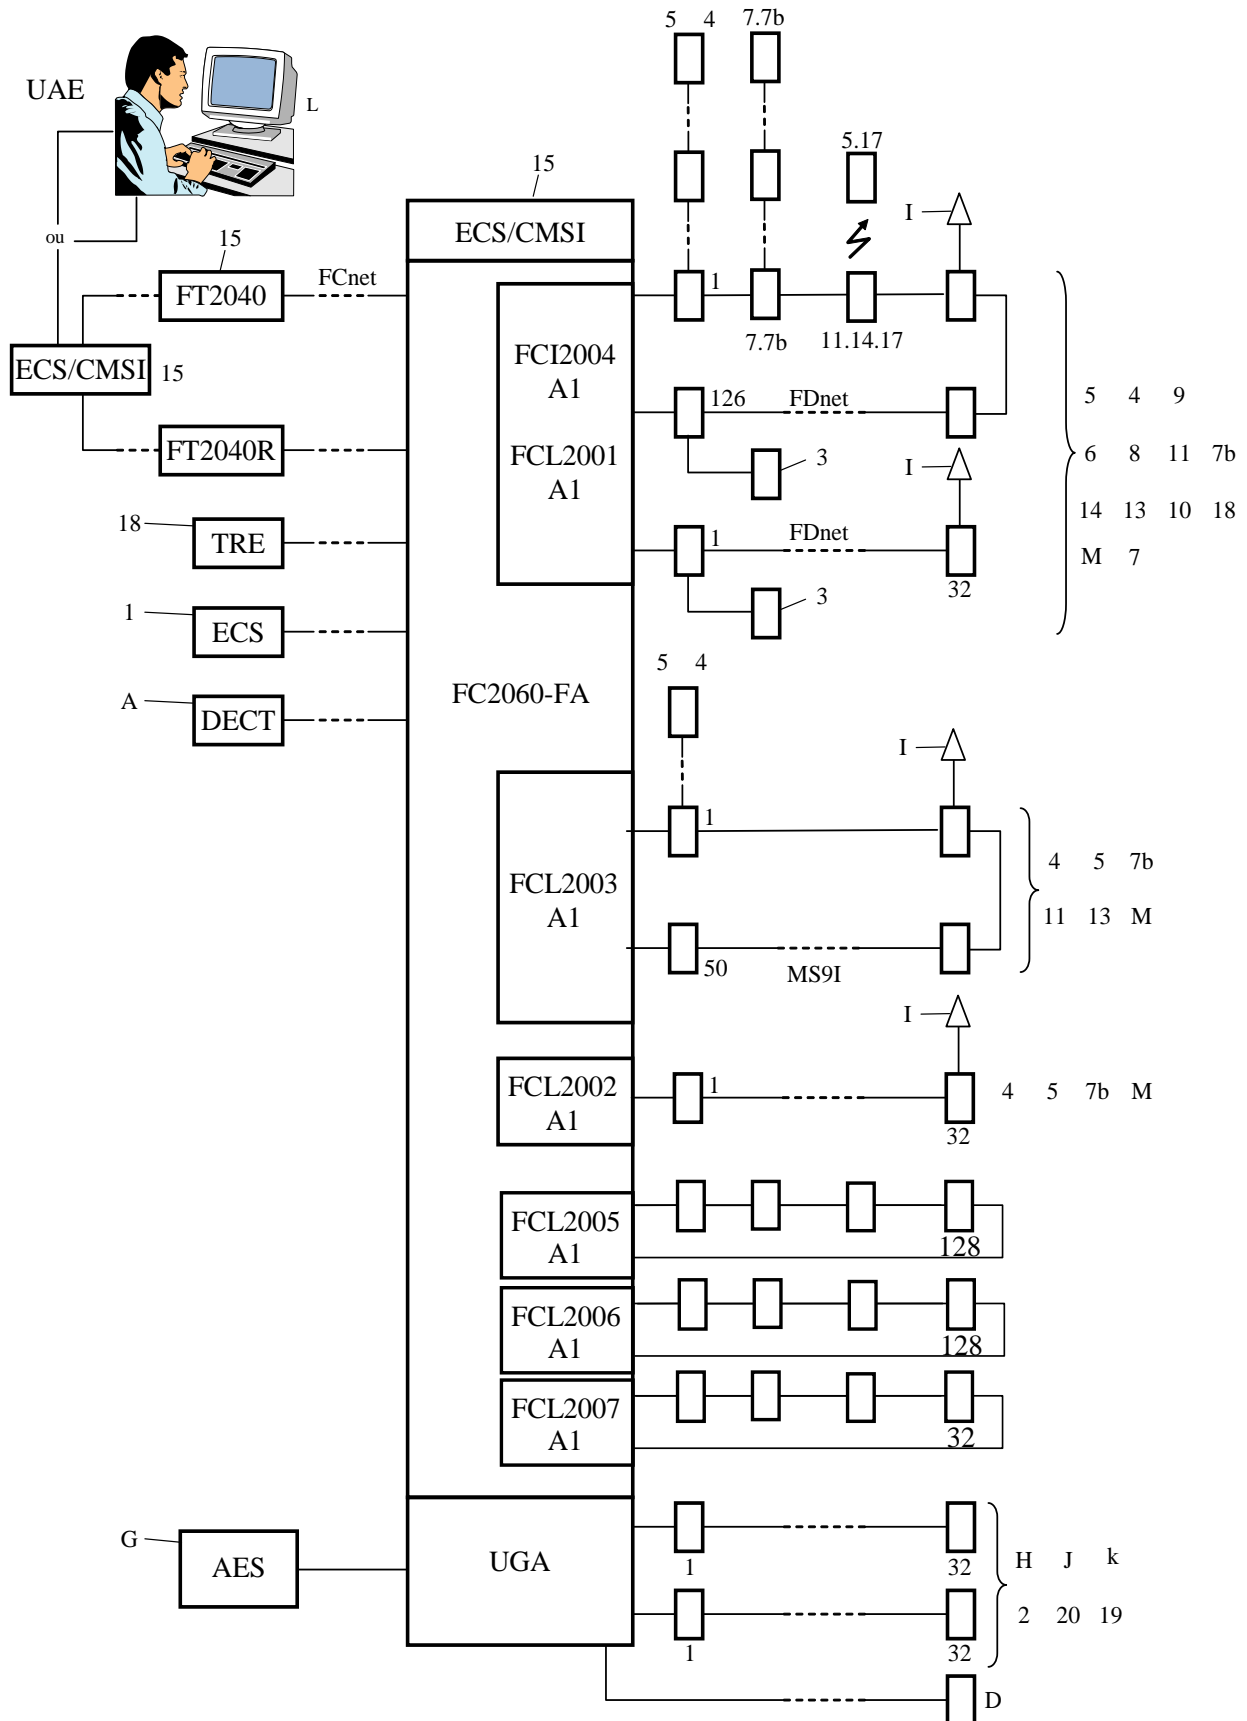 5 4 7.7b
UAE
L
5.17
15
I
ECS/CMSI
ou
15
FT2040
FCnet
1
7.7b
11.14.17
ECS/CMSI
15
FCI2004
A1
126
FDnet
5 4 9
FT2040R
FCL2001
A1
3
I
6 8 11 7b
18
TRE
1
FDnet
14 13 10 18
M 7
32
3
1
ECS
5 4
A
DECT
FC2060-FA
I
1
FCL2003
A1
4 5 7b
11 13 M
50
MS9I
I
FCL2002
A1
1
4 5 7b M
32
FCL2005
A1
128
FCL2006
A1
128
FCL2007
A1
32
G
AES
UGA
1
32
H J k
2 20 19
1
32
D